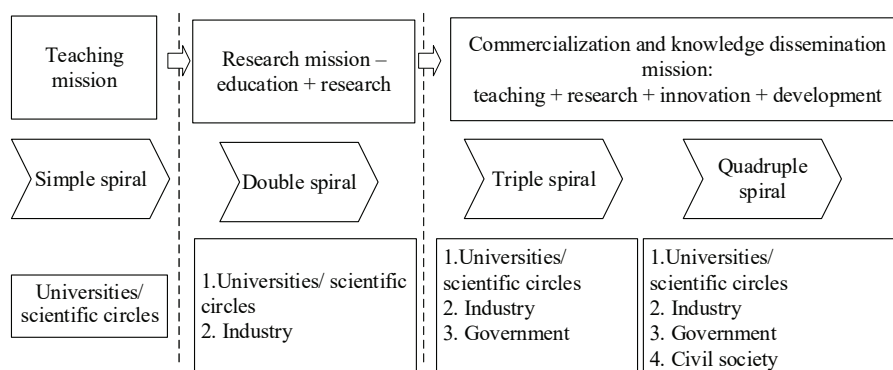 Teaching
mission
Research mission –
education + research
Commercialization and knowledge dissemination
mission:
teaching + research + innovation + development
Simple spiral
Double spiral
Triple spiral
Quadruple
spiral
Universities/
scientific circles
1.Universities/ scientific
circles
2. Industry
1.Universities/
scientific circles
2. Industry
3. Government
1.Universities/
scientific circles
2. Industry
3. Government
4. Civil society